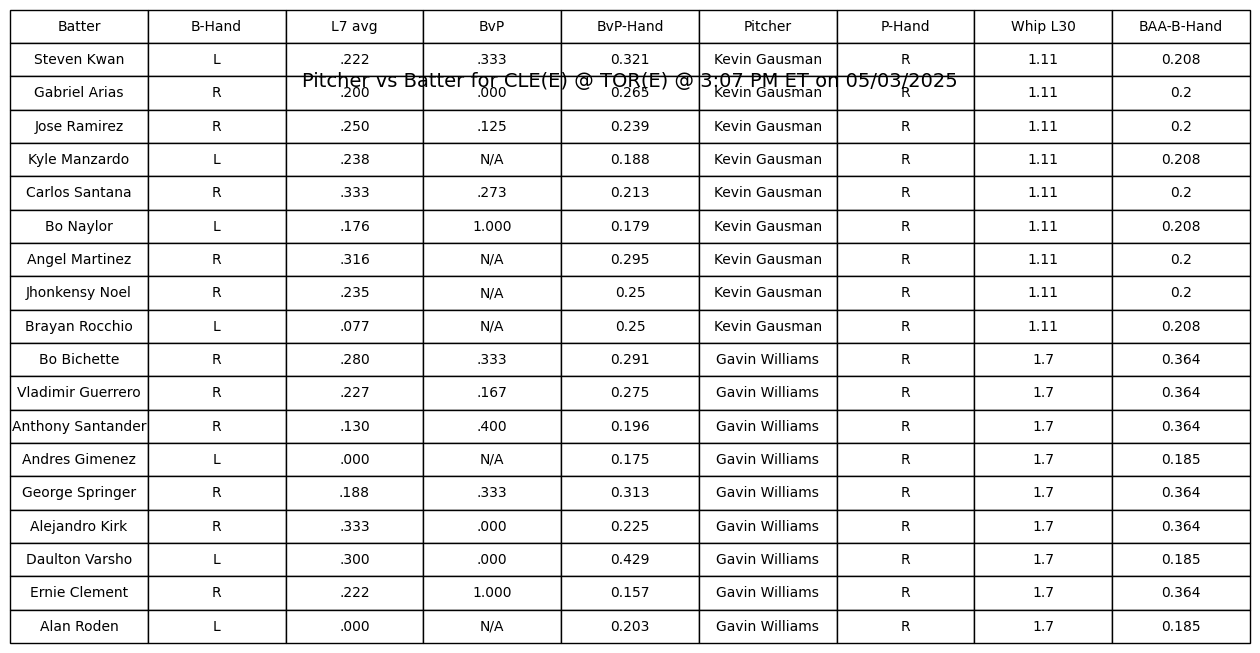 Batter B-Hand L7 avg BvP BvP-Hand Pitcher P-Hand Whip L30 BAA-B-Hand
Steven Kwan L .222 .333 0.321 Kevin Gausman R 1.11 0.208
Pitcher vs Batter for CLE(E) @ TOR(E) @ 3:07 PM ET on 05/03/2025
Gabriel Arias R .200 .000 0.265 Kevin Gausman R 1.11 0.2
Jose Ramirez R .250 .125 0.239 Kevin Gausman R 1.11 0.2
Kyle Manzardo L .238 N/A 0.188 Kevin Gausman R 1.11 0.208
Carlos Santana R .333 .273 0.213 Kevin Gausman R 1.11 0.2
Bo Naylor L .176 1.000 0.179 Kevin Gausman R 1.11 0.208
Angel Martinez R .316 N/A 0.295 Kevin Gausman R 1.11 0.2
Jhonkensy Noel R .235 N/A 0.25 Kevin Gausman R 1.11 0.2
Brayan Rocchio L .077 N/A 0.25 Kevin Gausman R 1.11 0.208
Bo Bichette R .280 .333 0.291 Gavin Williams R 1.7 0.364
Vladimir Guerrero R .227 .167 0.275 Gavin Williams R 1.7 0.364
Anthony Santander R .130 .400 0.196 Gavin Williams R 1.7 0.364
Andres Gimenez L .000 N/A 0.175 Gavin Williams R 1.7 0.185
George Springer R .188 .333 0.313 Gavin Williams R 1.7 0.364
Alejandro Kirk R .333 .000 0.225 Gavin Williams R 1.7 0.364
Daulton Varsho L .300 .000 0.429 Gavin Williams R 1.7 0.185
Ernie Clement R .222 1.000 0.157 Gavin Williams R 1.7 0.364
Alan Roden L .000 N/A 0.203 Gavin Williams R 1.7 0.185